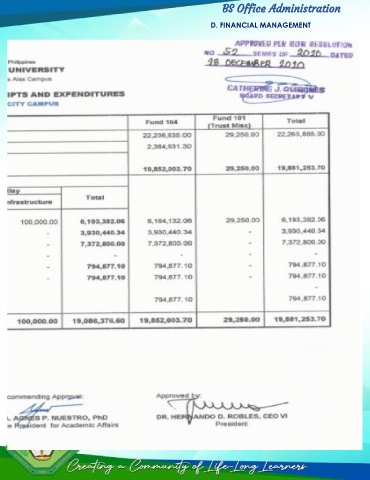 BS Office Administration
D. FINANCIAL MANAGEMENT
APPROVED PER BOR RESOLUTION
NO. 52 SERIES OF 2020 DATED
28 DECEMBER 2020
Philippines
UNIVERSITY
Alas Campus
CATHERINE J. QUIÑONES
BOARD SECRETARY V
IPTS AND EXPENDITURES
CITY CAMPUS
Fund 164 Fund 101 (Trust Misc) Total
22,236,635.00 29,250.00 22,265,885.00
2,384,631.30
19,852,003.70 29,250.00 19,881,253.70
tlay
nfrastructure Total
100,000.00 6,193,382.06 6,164,132.06 29,250.00 6,193,382.06
- 3,930,440.34 3,930,440.34 - 3,930,440.34
- 7,372,800.00 7,372,800.00 - 7,372,800.00
- - - -
- 794,877.10 794,877.10 - 794,877.10
- 794,877.10 794,877.10 - 794,877.10
-
794,877.10 - 794,877.10
100,000.00 19,086,376.60 19,852,003.70 29,250.00 19,881,253.70
commending Approval: Approved by:
AGNES P. NUESTRO, PhD DR. HERNANDO D. ROBLES, CEO VI
e President for Academic Affairs President
Creating a Community of Life-Long Learners